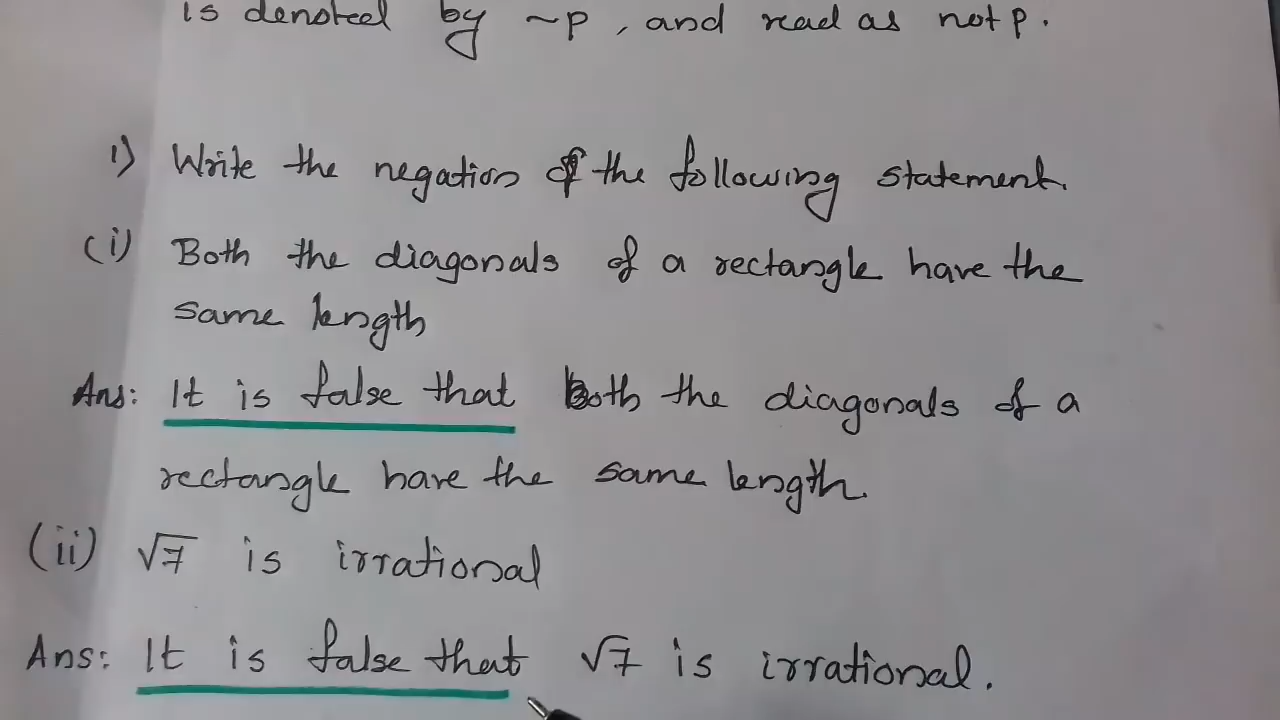 is denoted by ~p, and read as not p.
1) Write the negation of the following statement.
(i) Both the diagonals of a rectangle have the
same length
Ans: It is false that both the diagonals of a
rectangle have the same length.
(ii) √7 is irrational
Ans: It is false that √7 is irrational.